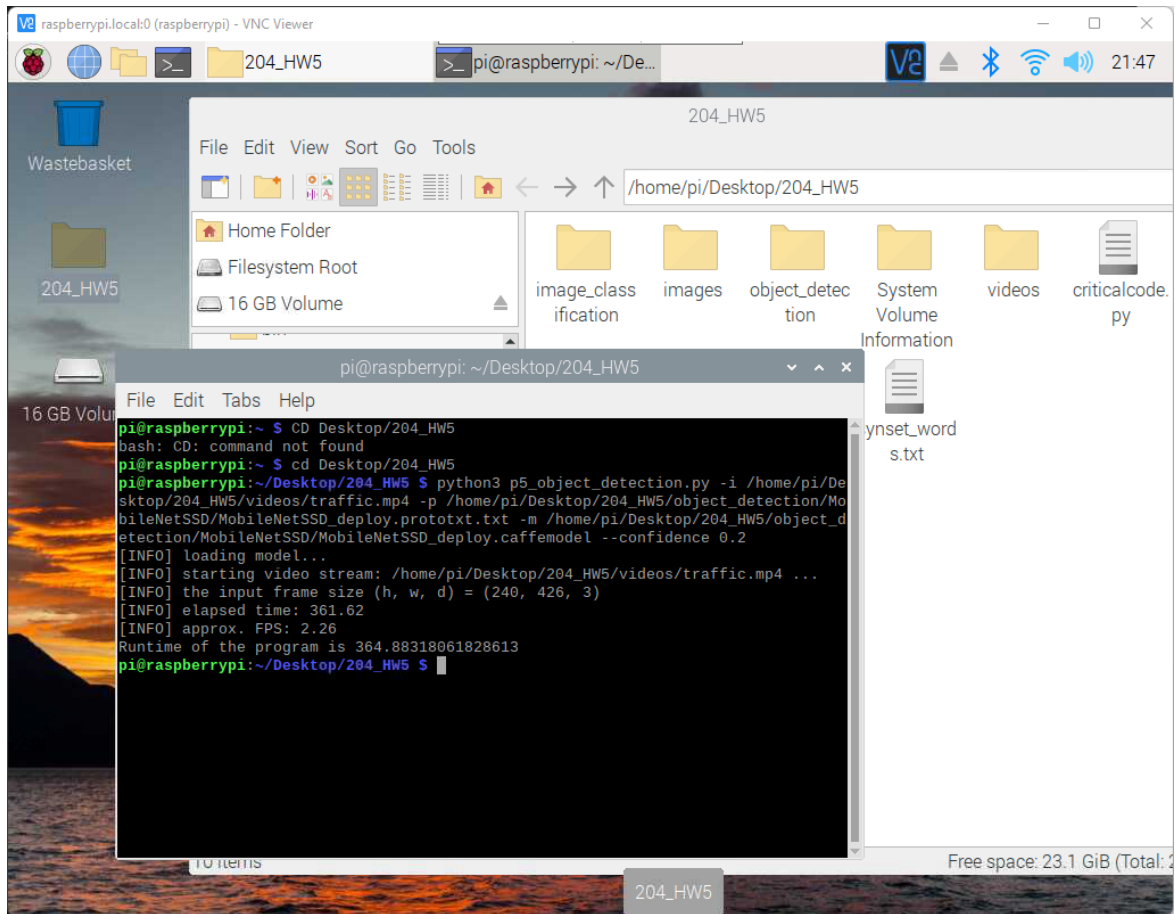 raspberrypi.local:0 (raspberrypi) - VNC Viewer
204_HW5
pi@raspberrypi: ~/De...
21:47
Wastebasket
204_HW5
16 GB Volu
204_HW5
File Edit View Sort Go Tools
/home/pi/Desktop/204_HW5
Home Folder
Filesystem Root
16 GB Volume
image_class
ification
images
object_detec
tion
System
Volume
Information
videos
criticalcode.
py
ynset_word
s.txt
pi@raspberrypi: ~/Desktop/204_HW5
File Edit Tabs Help
pi@raspberrypi:~ $ CD Desktop/204_HW5
bash: CD: command not found
pi@raspberrypi:~ $ cd Desktop/204_HW5
pi@raspberrypi:~/Desktop/204_HW5 $ python3 p5_object_detection.py -i /home/pi/De
sktop/204_HW5/videos/traffic.mp4 -p /home/pi/Desktop/204_HW5/object_detection/Mo
bileNetSSD/MobileNetSSD_deploy.prototxt.txt -m /home/pi/Desktop/204_HW5/object_d
etection/MobileNetSSD/MobileNetSSD_deploy.caffemodel --confidence 0.2
[INFO] loading model...
[INFO] starting video stream: /home/pi/Desktop/204_HW5/videos/traffic.mp4 ...
[INFO] the input frame size (h, w, d) = (240, 426, 3)
[INFO] elapsed time: 361.62
[INFO] approx. FPS: 2.26
Runtime of the program is 364.88318061828613
pi@raspberrypi:~/Desktop/204_HW5 $
10 items
Free space: 23.1 GiB (Total:
204_HW5